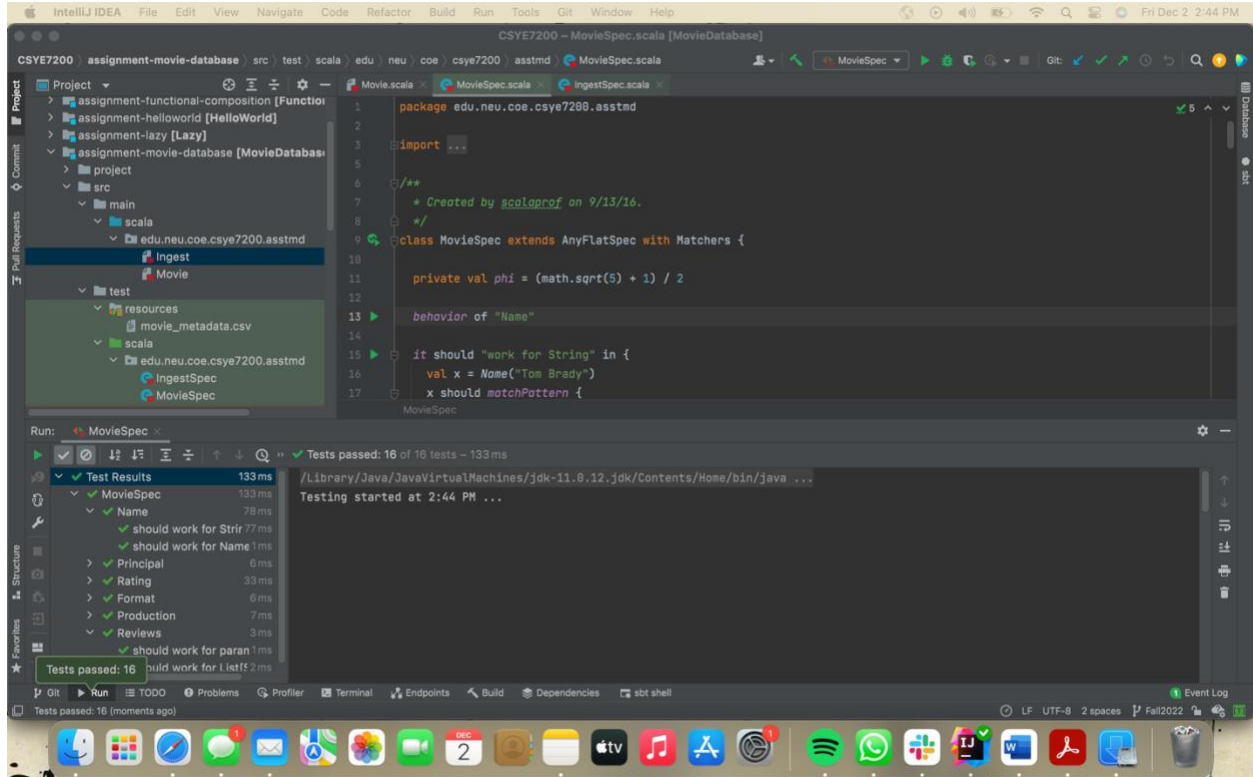 IntelliJ IDEA File Edit View Navigate Code Refactor Build Run Tools Git Window Help Fri Dec 2 2:44 PM
CSYE7200 – MovieSpec.scala [MovieDatabase]
CSYE7200 assignment-movie-database src test scala edu neu coe csye7200 asstmd MovieSpec.scala MovieSpec Git:
Project Movie.scala MovieSpec.scala IngestSpec.scala
Project
Commit
Pull Requests
Structure
Favorites
Database
sbt
assignment-functional-composition [Function
assignment-helloworld [HelloWorld]
assignment-lazy [Lazy]
assignment-movie-database [MovieDatabas
project
src
main
scala
edu.neu.coe.csye7200.asstmd
Ingest
Movie
test
resources
movie_metadata.csv
scala
edu.neu.coe.csye7200.asstmd
IngestSpec
MovieSpec
1 package edu.neu.coe.csye7200.asstmd 5
2
3 import ...
5
6 /**
7 * Created by scalaprof on 9/13/16.
8 */
9 class MovieSpec extends AnyFlatSpec with Matchers {
10
11 private val phi = (math.sqrt(5) + 1) / 2
12
13 behavior of "Name"
14
15 it should "work for String" in {
16 val x = Name("Tom Brady")
17 x should matchPattern {
MovieSpec
Run: MovieSpec
Tests passed: 16 of 16 tests – 133 ms
Test Results 133 ms
MovieSpec 133 ms
Name 78 ms
should work for Strir 77 ms
should work for Name 1 ms
Principal 6 ms
Rating 33 ms
Format 6 ms
Production 7 ms
Reviews 3 ms
should work for paran 1 ms
ould work for List[S 2 ms
/Library/Java/JavaVirtualMachines/jdk-11.0.12.jdk/Contents/Home/bin/java ...
Testing started at 2:44 PM ...
Tests passed: 16
Git Run TODO Problems Profiler Terminal Endpoints Build Dependencies sbt shell 1 Event Log
Tests passed: 16 (moments ago) LF UTF-8 2 spaces Fall2022
DEC
2
tv